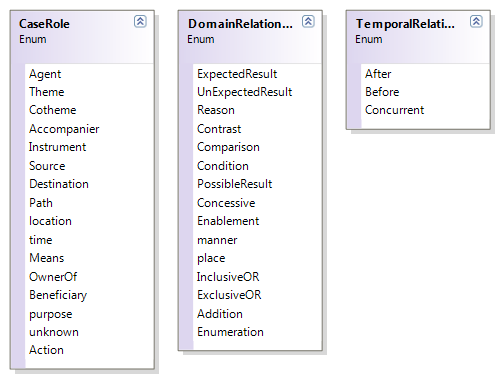 CaseRole
Enum
Agent
Theme
Cotheme
Accompanier
Instrument
Source
Destination
Path
location
time
Means
OwnerOf
Beneficiary
purpose
unknown
Action
DomainRelation...
Enum
ExpectedResult
UnExpectedResult
Reason
Contrast
Comparison
Condition
PossibleResult
Concessive
Enablement
manner
place
InclusiveOR
ExclusiveOR
Addition
Enumeration
TemporalRelati...
Enum
After
Before
Concurrent